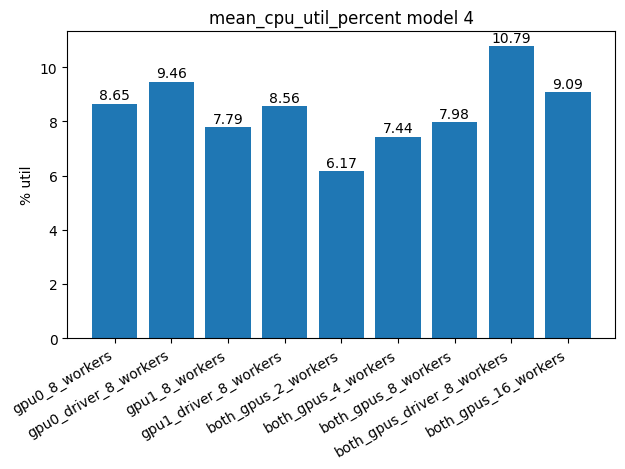 mean_cpu_util_percent model 4
% util
10
8
6
4
2
0
8.65
9.46
7.79
8.56
6.17
7.44
7.98
10.79
9.09
gpu0_8_workers
gpu0_driver_8_workers
gpu1_8_workers
gpu1_driver_8_workers
both_gpus_2_workers
both_gpus_4_workers
both_gpus_8_workers
both_gpus_driver_8_workers
both_gpus_16_workers